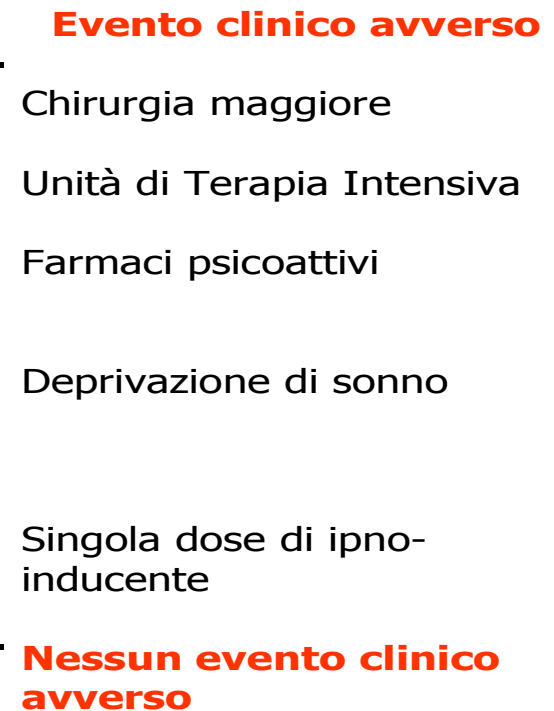 Evento clinico avverso
Chirurgia maggiore
Unità di Terapia Intensiva
Farmaci psicoattivi
Deprivazione di sonno
Singola dose di ipno-
inducente
Nessun evento clinico
avverso